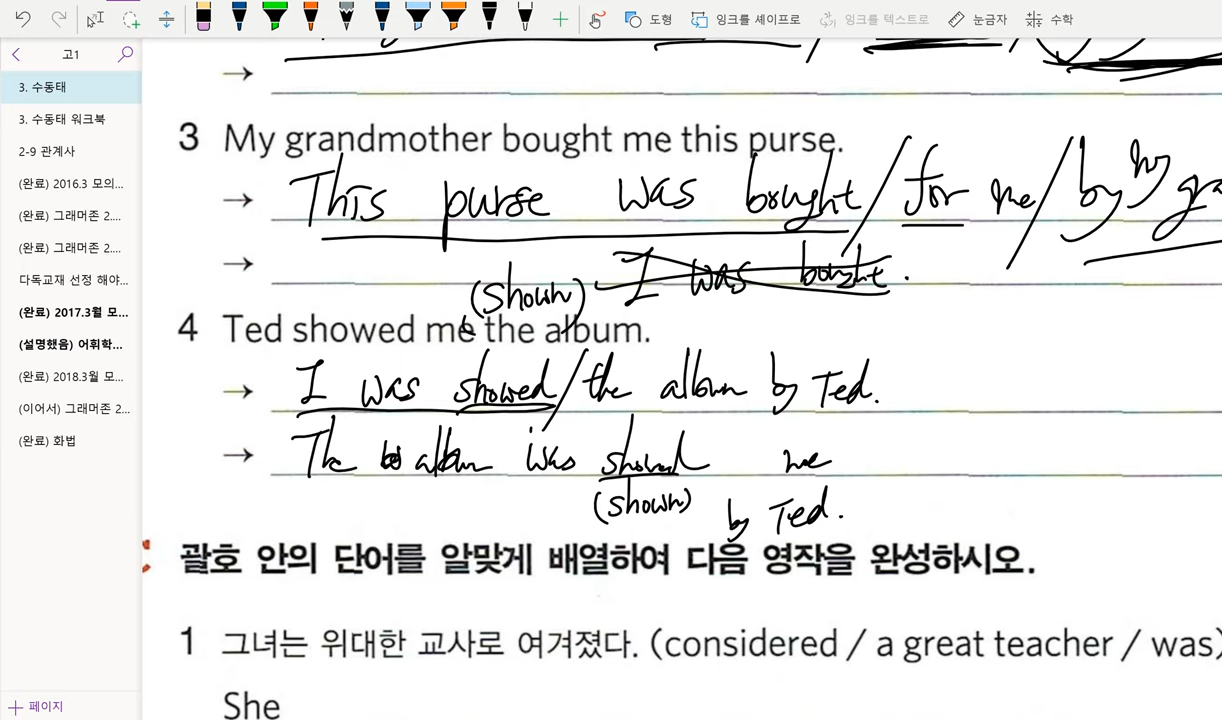 도형 잉크를 셰이프로 잉크를 텍스트로 눈금자 수학
고1
3. 수동태
3. 수동태 워크북
2-9 관계사
(완료) 2016.3 모의...
(완료) 그래머존 2....
(완료) 그래머존 2....
다독교재 선정 해야...
(완료) 2017.3월 모...
(설명했음) 어휘학...
(완료) 2018.3월 모...
(이어서) 그래머존 2...
(완료) 화법
페이지
→
3 My grandmother bought me this purse.
→ This purse was bought / for me / by my gra
→ I was bought.
(shown)
4 Ted showed me the album.
→ I was showed / the album by Ted.
→ The album was showed me
(shown) by Ted.
C 괄호 안의 단어를 알맞게 배열하여 다음 영작을 완성하시오.
1 그녀는 위대한 교사로 여겨졌다. (considered / a great teacher / was)
She